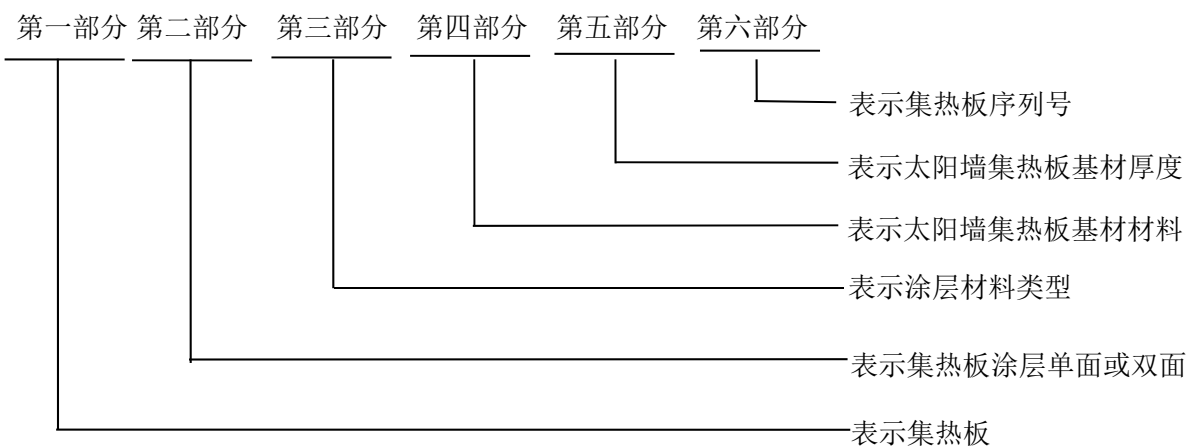 第一部分 第二部分 第三部分 第四部分 第五部分 第六部分
表示集热板序列号
表示太阳墙集热板基材厚度
表示太阳墙集热板基材材料
表示涂层材料类型
表示集热板涂层单面或双面
表示集热板